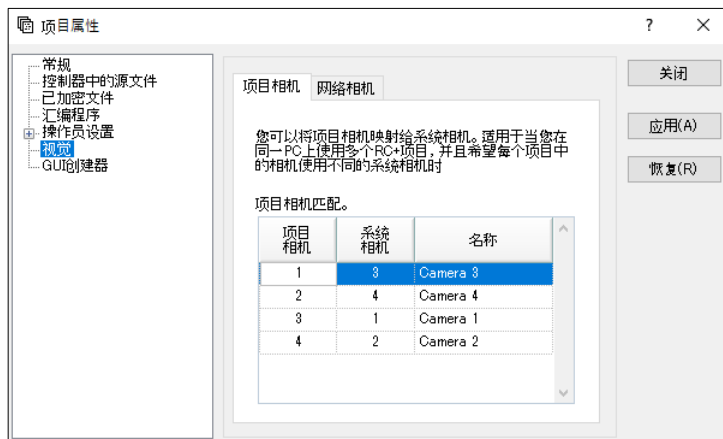 项目属性
? ×
常规
控制器中的源文件
已加密文件
汇编程序
操作员设置
视觉
GUI创建器
项目相机 网络相机
您可以将项目相机映射给系统相机。适用于当您在
同一PC上使用多个RC+项目,并且希望每个项目中
的相机使用不同的系统相机时
项目相机匹配。
项目
相机
系统
相机
名称
1 3 Camera 3
2 4 Camera 4
3 1 Camera 1
4 2 Camera 2
关闭
应用(A)
恢复(R)